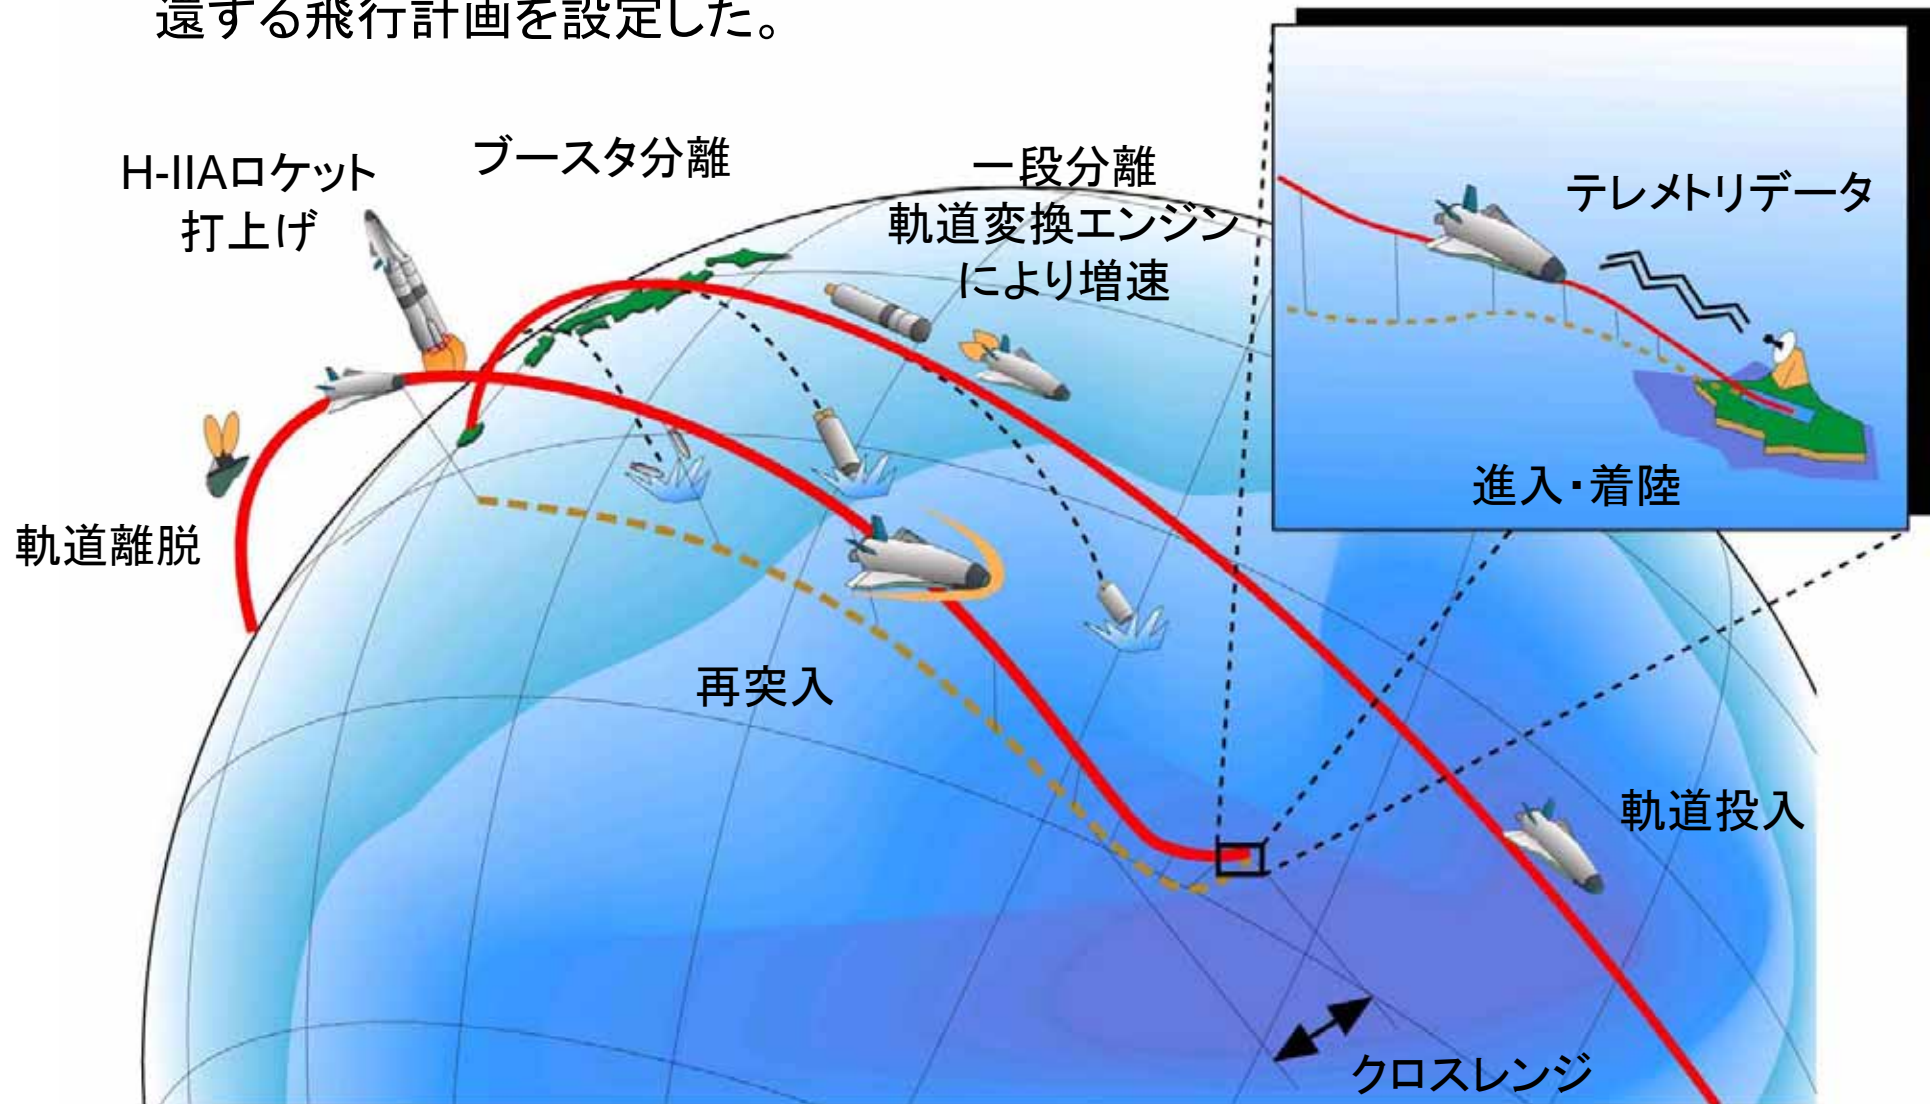 還する飛行計画を設定した。
H-IIAロケット
打上げ
ブースタ分離
一段分離
軌道変換エンジン
により増速
テレメトリデータ
進入・着陸
軌道離脱
再突入
軌道投入
クロスレンジ